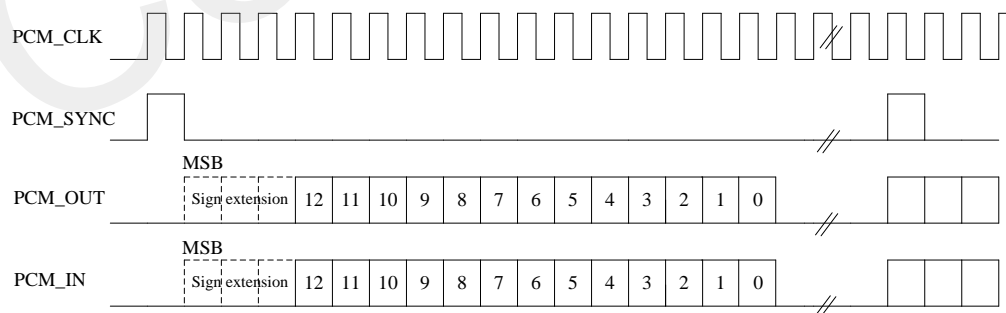 PCM_CLK
PCM_SYNC
MSB
PCM_OUT Sign extension 12 11 10 9 8 7 6 5 4 3 2 1 0
MSB
PCM_IN Sign extension 12 11 10 9 8 7 6 5 4 3 2 1 0